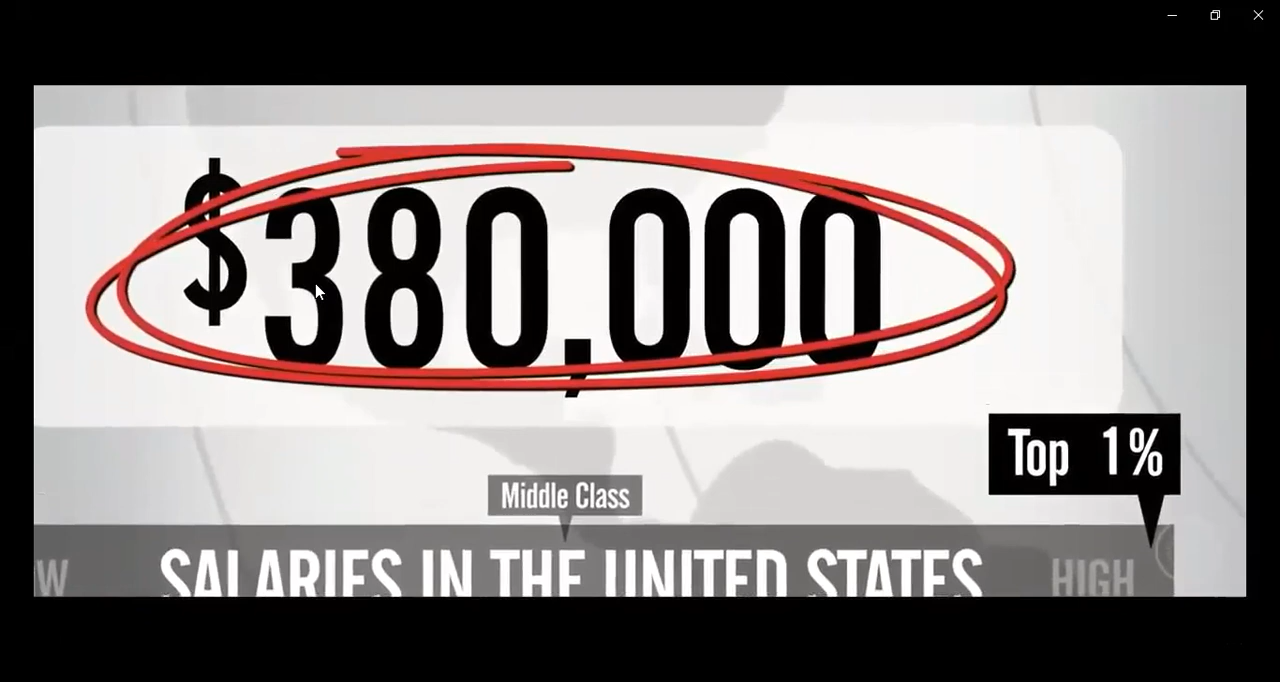 $380,000
Top 1%
Middle Class
W SALARIES IN THE UNITED STATES HIGH